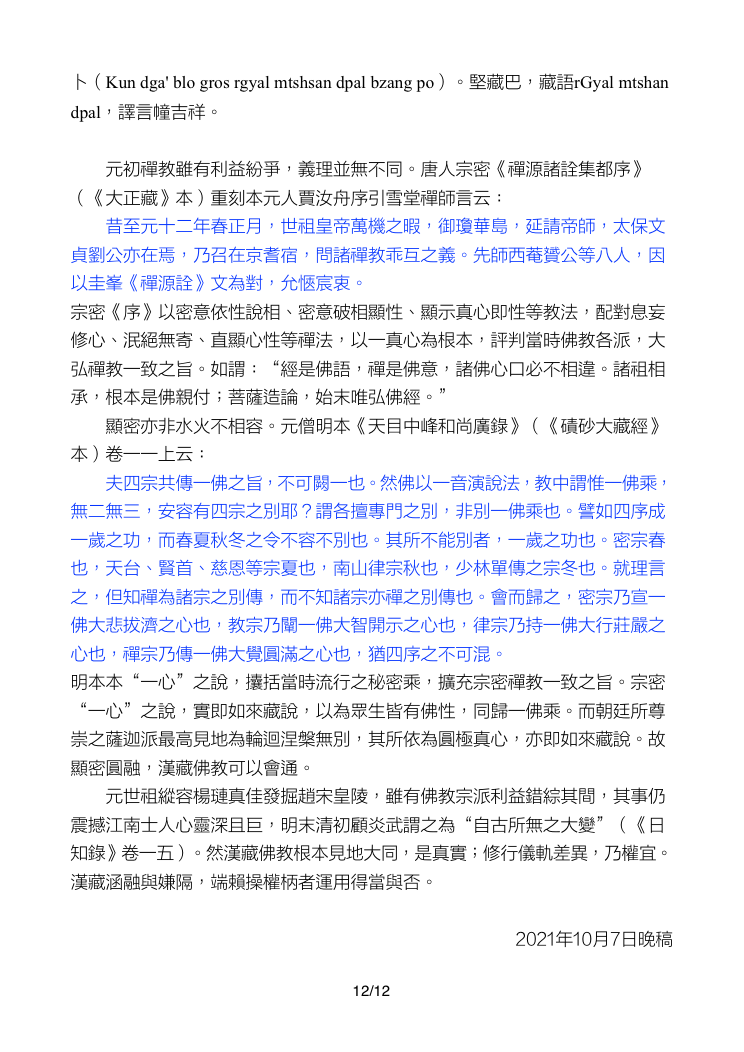 卜（Kun dga' blo gros rgyal mtshsan dpal bzang po）。堅藏巴，藏語rGyal mtshan
dpal，譯言幢吉祥。
元初禪教雖有利益紛爭，義理並無不同。唐人宗密《禪源諸詮集都序》
（《大正藏》本）重刻本元人賈汝舟序引雪堂禪師言云：
昔至元十二年春正月，世祖皇帝萬機之暇，御瓊華島，延請帝師，太保文
貞劉公亦在焉，乃召在京耆宿，問諸禪教乖互之義。先師西菴贇公等八人，因
以圭峯《禪源詮》文為對，允愜宸衷。
宗密《序》以密意依性說相、密意破相顯性、顯示真心即性等教法，配對息妄
修心、泯絕無寄、直顯心性等禪法，以一真心為根本，評判當時佛教各派，大
弘禪教一致之旨。如謂：“經是佛語，禪是佛意，諸佛心口必不相違。諸祖相
承，根本是佛親付；菩薩造論，始末唯弘佛經。”
顯密亦非水火不相容。元僧明本《天目中峰和尚廣錄》（《磧砂大藏經》
本）卷一一上云：
夫四宗共傳一佛之旨，不可闕一也。然佛以一音演說法，教中謂惟一佛乘，
無二無三，安容有四宗之別耶？謂各擅專門之別，非別一佛乘也。譬如四序成
一歲之功，而春夏秋冬之令不容不別也。其所不能別者，一歲之功也。密宗春
也，天台、賢首、慈恩等宗夏也，南山律宗秋也，少林單傳之宗冬也。就理言
之，但知禪為諸宗之別傳，而不知諸宗亦禪之別傳也。會而歸之，密宗乃宣一
佛大悲拔濟之心也，教宗乃闡一佛大智開示之心也，律宗乃持一佛大行莊嚴之
心也，禪宗乃傳一佛大覺圓滿之心也，猶四序之不可混。
明本本“一心”之說，攮括當時流行之秘密乘，擴充宗密禪教一致之旨。宗密
“一心”之說，實即如來藏說，以為眾生皆有佛性，同歸一佛乘。而朝廷所尊
崇之薩迦派最高見地為輪迴涅槃無別，其所依為圓極真心，亦即如來藏說。故
顯密圓融，漢藏佛教可以會通。
元世祖縱容楊璉真佳發掘趙宋皇陵，雖有佛教宗派利益錯綜其間，其事仍
震撼江南士人心靈深且巨，明末清初顧炎武謂之為“自古所無之大變”（《日
知錄》卷一五）。然漢藏佛教根本見地大同，是真實；修行儀軌差異，乃權宜。
漢藏涵融與嫌隔，端賴操權柄者運用得當與否。
2021年10月7日晚稿
12/12